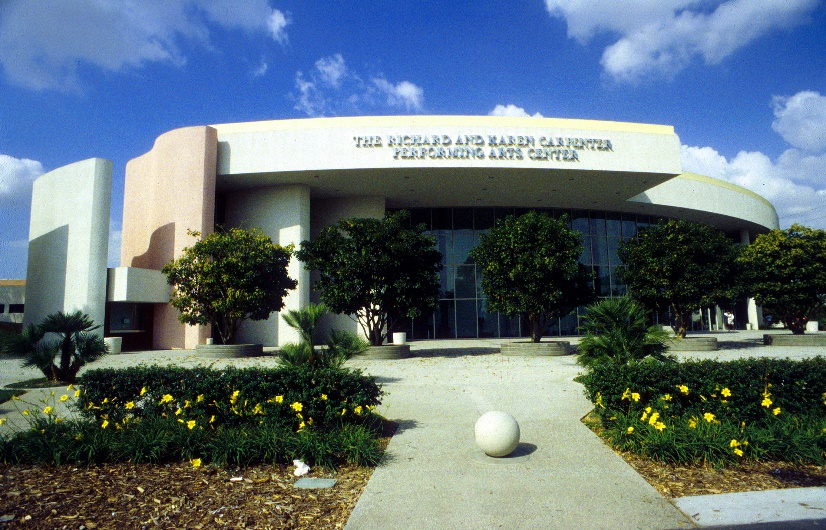 THE RICHARD AND KAREN CARPENTER
PERFORMING ARTS CENTER